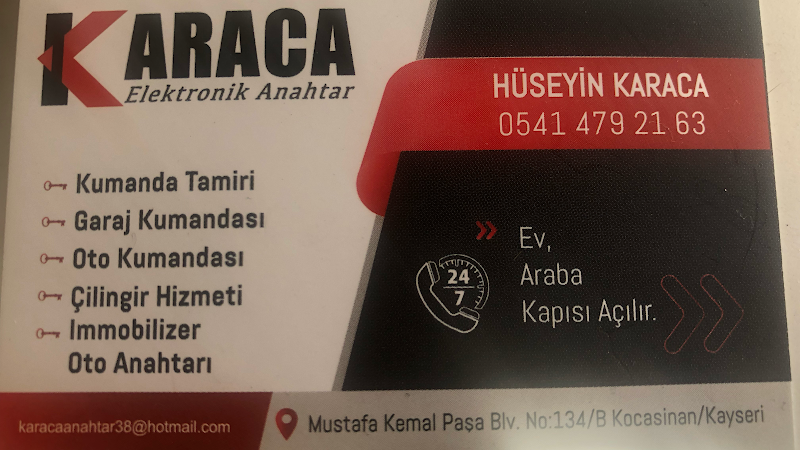 KARACA
Elektronik Anahtar
HÜSEYİN KARACA
0541 479 21 63
Kumanda Tamiri
Garaj Kumandası
Oto Kumandası
Çilingir Hizmeti
Immobilizer
Oto Anahtarı
24
7
Ev,
Araba
Kapısı Açılır.
karacaanahtar38@hotmail.com
Mustafa Kemal Paşa Blv. No:134/B Kocasinan/Kayseri